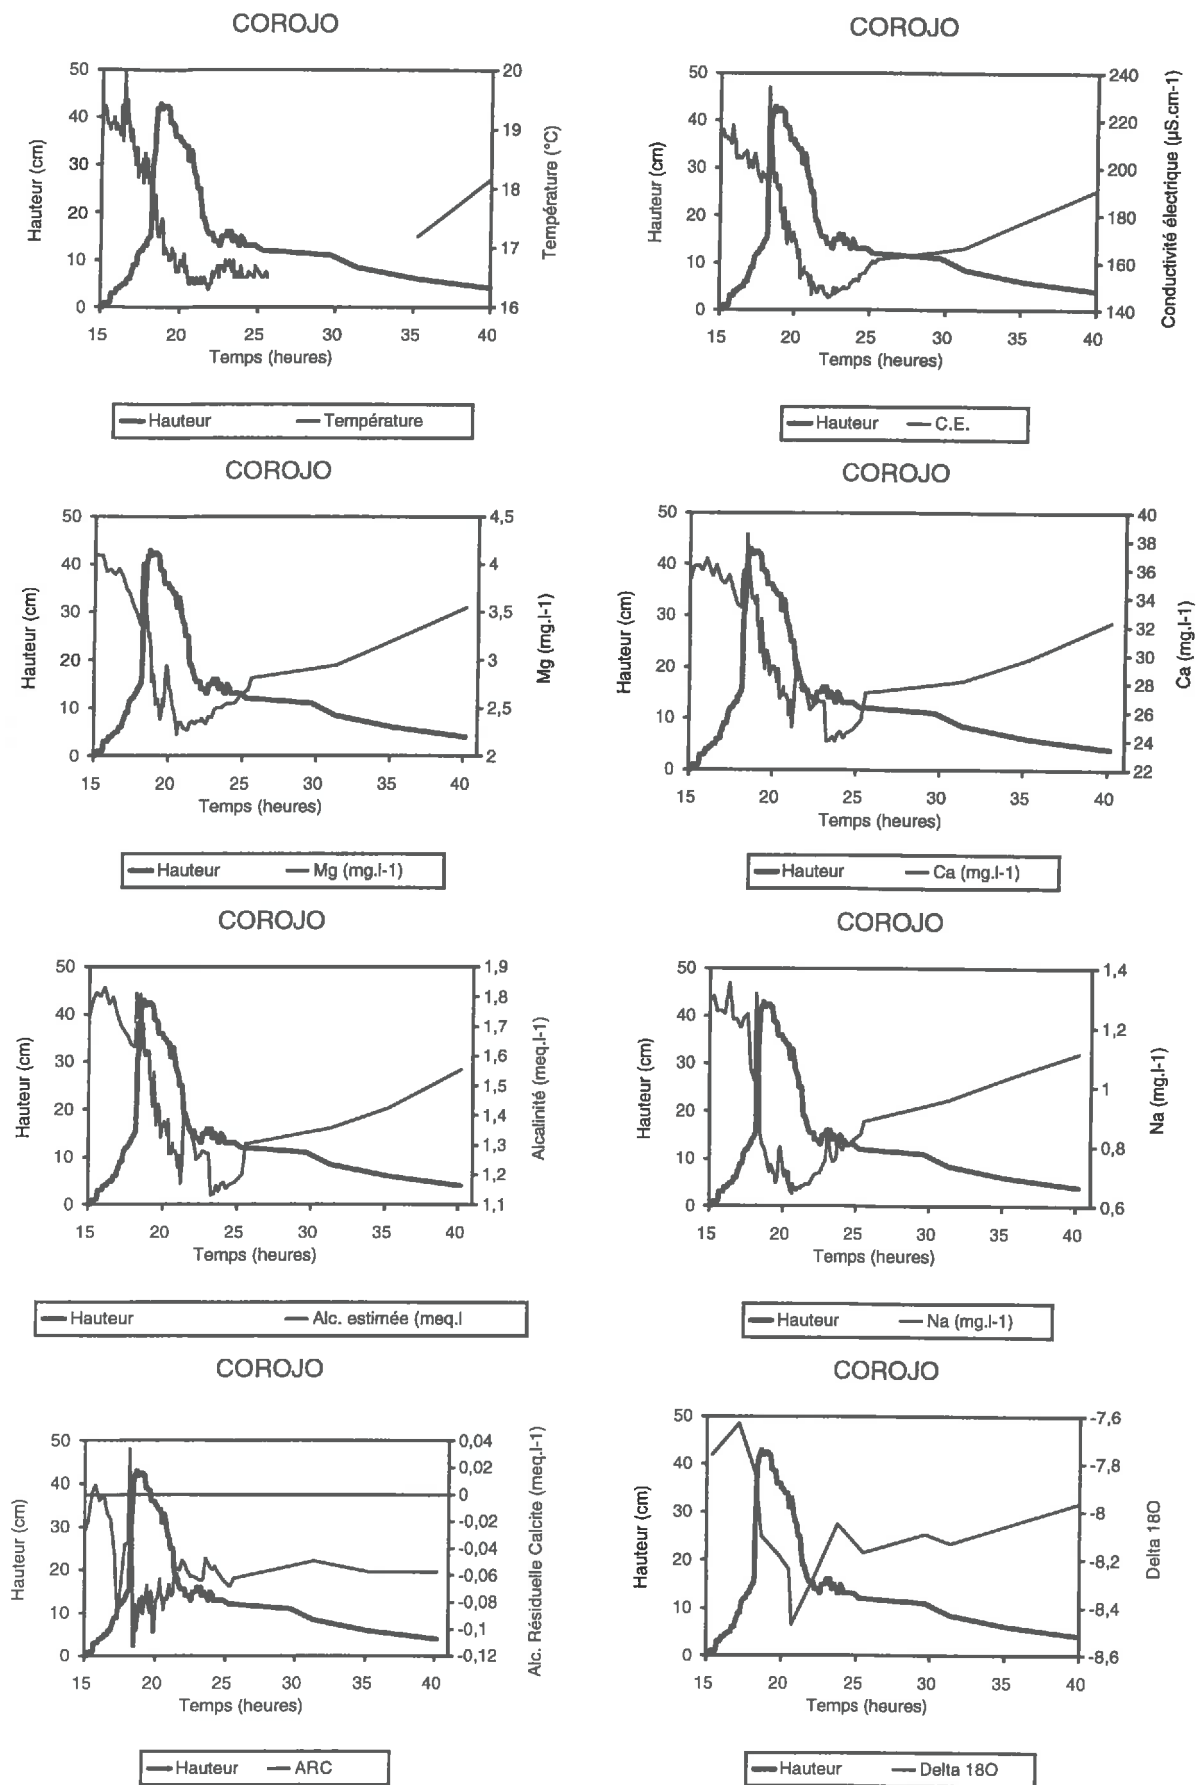 COROJO
50
40
30
20
10
0
Hauteur (cm)
20
19
18
17
16
Température (°C)
15 20 25 30 35 40
Temps (heures)
Hauteur Température
COROJO
50
40
30
20
10
0
Hauteur (cm)
240
220
200
180
160
140
Conductivité électrique (µS.cm-1)
15 20 25 30 35 40
Temps (heures)
Hauteur C.E.
COROJO
50
40
30
20
10
0
Hauteur (cm)
4,5
4
3,5
3
2,5
2
Mg (mg.l-1)
15 20 25 30 35 40
Temps (heures)
Hauteur Mg (mg.l-1)
COROJO
50
40
30
20
10
0
Hauteur (cm)
40
38
36
34
32
30
28
26
24
22
Ca (mg.l-1)
15 20 25 30 35 40
Temps (heures)
Hauteur Ca (mg.l-1)
COROJO
50
40
30
20
10
0
Hauteur (cm)
1,9
1,8
1,7
1,6
1,5
1,4
1,3
1,2
1,1
Alcalinité (meq.l-1)
15 20 25 30 35 40
Temps (heures)
Hauteur Alc. estimée (meq.l
COROJO
50
40
30
20
10
0
Hauteur (cm)
1,4
1,2
1
0,8
0,6
Na (mg.l-1)
15 20 25 30 35 40
Temps (heures)
Hauteur Na (mg.l-1)
COROJO
50
40
30
20
10
0
Hauteur (cm)
0,04
0,02
0
-0,02
-0,04
-0,06
-0,08
-0,1
-0,12
Alc. Résiduelle Calcite (meq.l-1)
15 20 25 30 35 40
Temps (heures)
Hauteur ARC
COROJO
50
40
30
20
10
0
Hauteur (cm)
-7,6
-7,8
-8
-8,2
-8,4
-8,6
Delta 18O
15 20 25 30 35 40
Temps (heures)
Hauteur Delta 18O